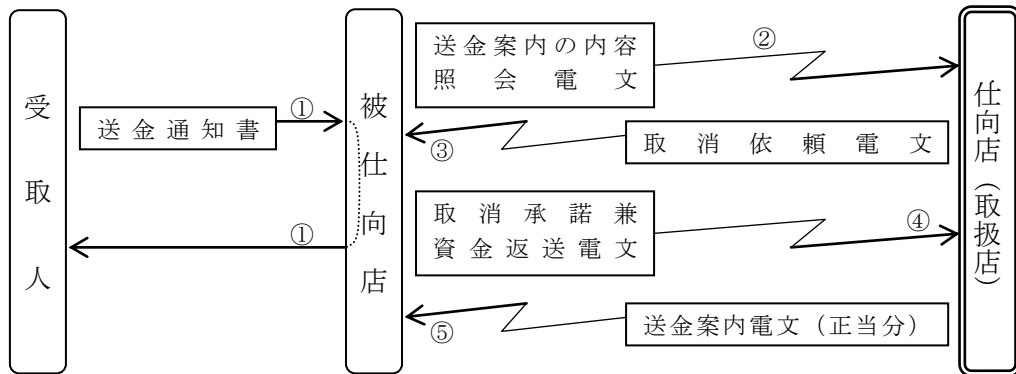 受取人
送金通知書
①
①
被仕向店
送金案内の内容
照会電文
②
取消依頼電文
③
取消承諾兼
資金返送電文
④
送金案内電文（正当分）
⑤
仕向店（取扱店）